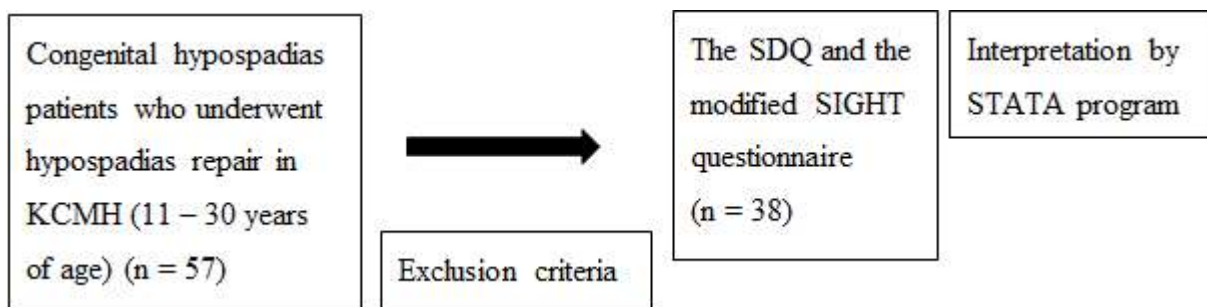 Congenital hypospadias
patients who underwent
hypospadias repair in
KCMH (11 – 30 years
of age) (n = 57)
Exclusion criteria
The SDQ and the
modified SIGHT
questionnaire
(n = 38)
Interpretation by
STATA program